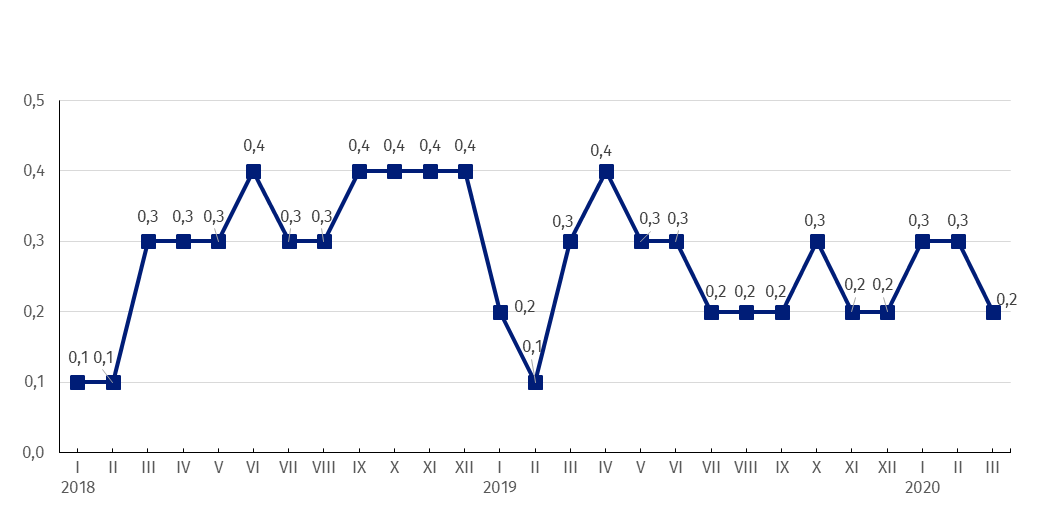 0,5
0,4 0,4 0,4 0,4 0,4 0,4 0,4
0,3 0,3 0,3 0,3 0,3 0,3 0,3 0,3 0,3 0,3 0,3 0,3
0,2 0,2 0,2 0,2 0,2 0,2 0,2 0,2
0,1 0,1 0,1 0,1
0,0
I II III IV V VI VII VIII IX X XI XII I II III IV V VI VII VIII IX X XI XII I II III
2018 2019 2020